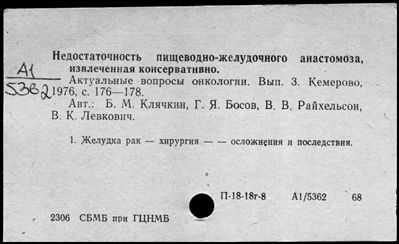 Недостаточность пищеводно-желудочного анастомоза,
извлеченная консервативно.
А1
5362
Актуальные вопросы онкологии. Вып. 3. Кемерово,
1976, с. 176—178.
Авт.: Б. М. Клячкин, Г. Я. Босов, В. В. Райхельсон,
В. К. Левкович.
1. Желудка рак — хирургия — — осложнения и последствия.
П-18-18г-8 А1/5362 68
2306 СБМБ при ГЦНМБ